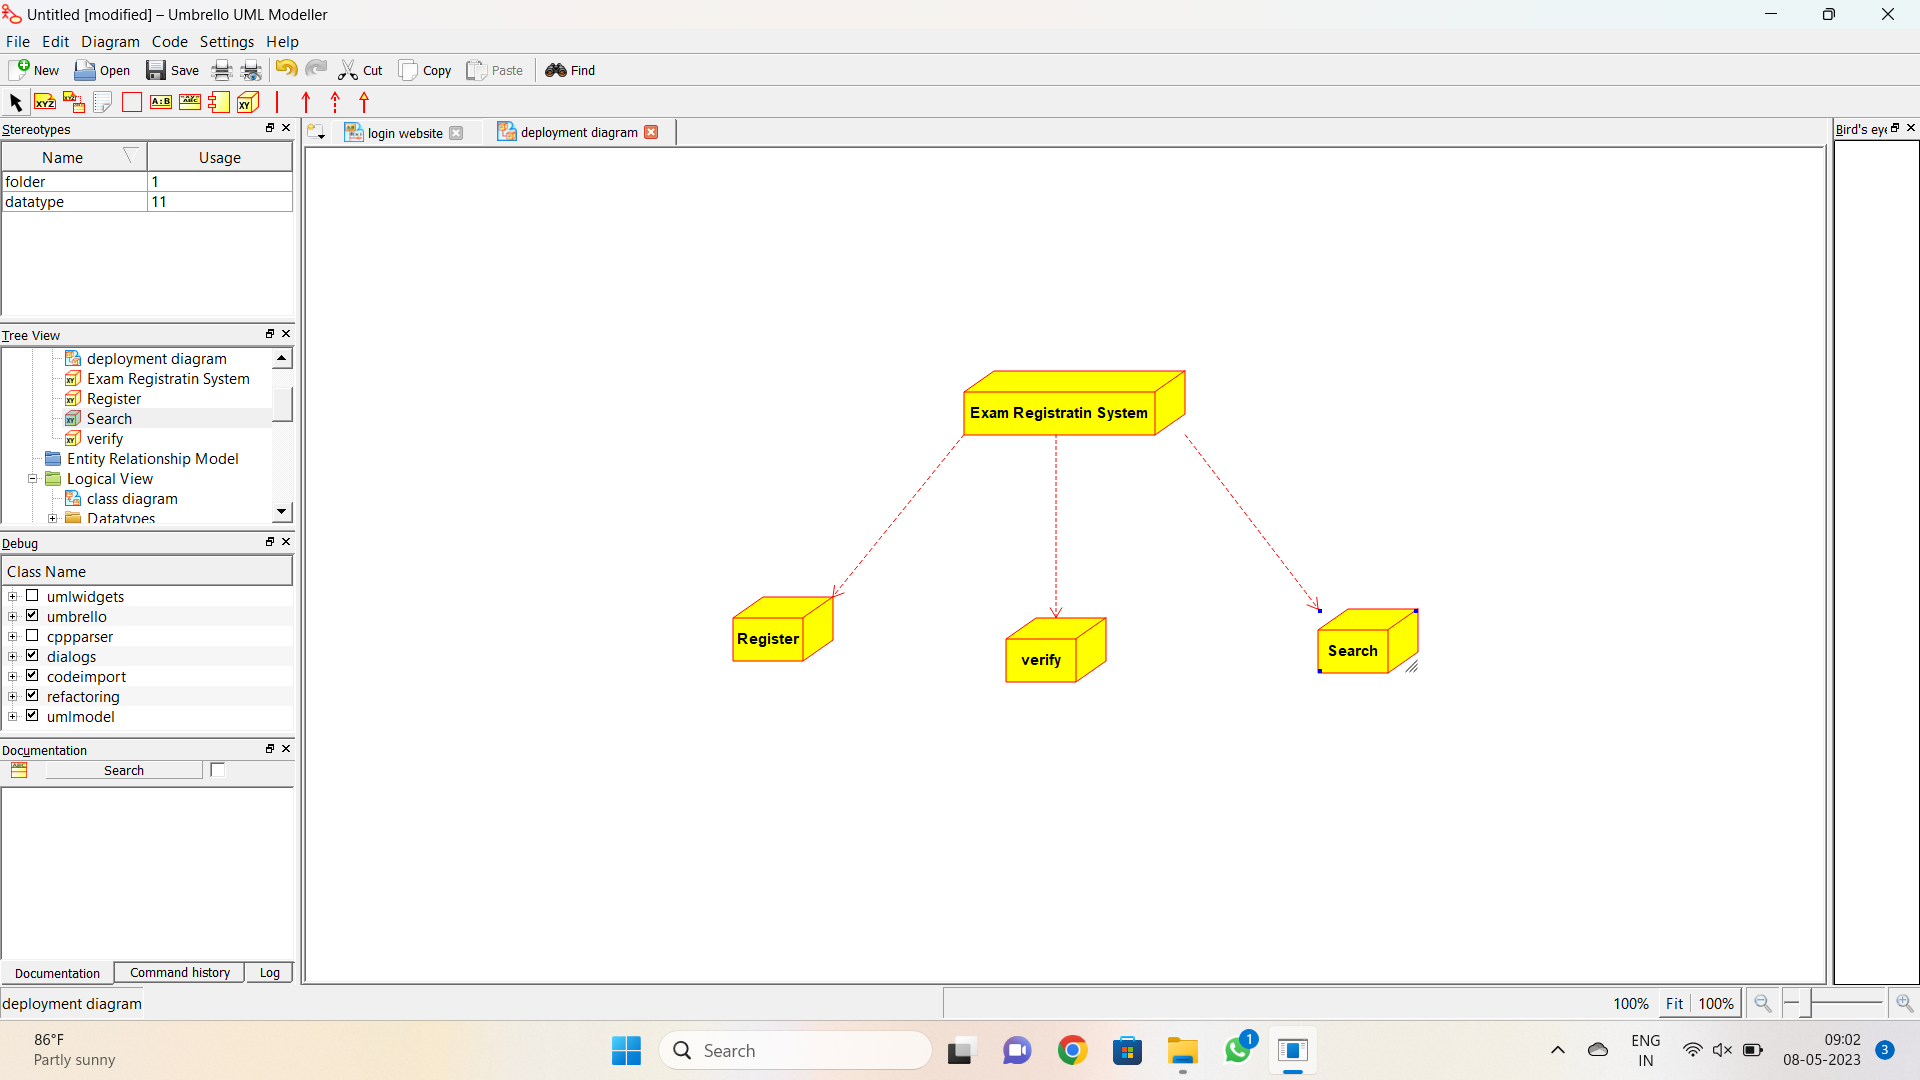 Untitled [modified] – Umbrello UML Modeller
File Edit Diagram Code Settings Help
New Open Save Cut Copy Paste Find
XYZ XYZ A:B ABC XY
Stereotypes
Name Usage
folder 1
datatype 11
login website deployment diagram
Bird's eye
Tree View
deployment diagram
Exam Registratin System
Register
Search
verify
Entity Relationship Model
Logical View
class diagram
Datatypes
Debug
Class Name
umlwidgets
umbrello
cppparser
dialogs
codeimport
refactoring
umlmodel
Documentation
Search
Documentation Command history Log
Exam Registratin System
Register
verify
Search
deployment diagram
100% Fit 100%
86°F
Partly sunny
Search
1
ENG
IN
09:02
08-05-2023
3